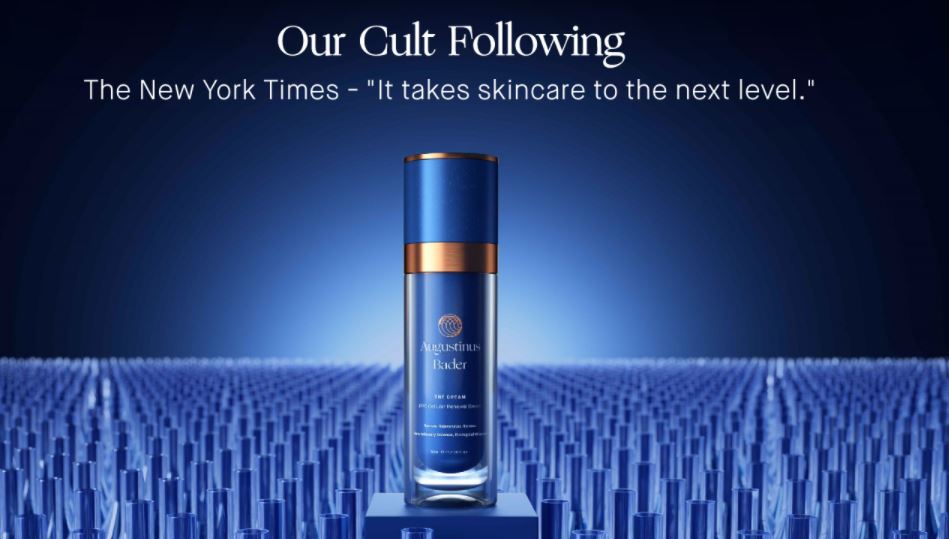 Our Cult Following
The New York Times - "It takes skincare to the next level."
Augustinus
Bader
THE CREAM